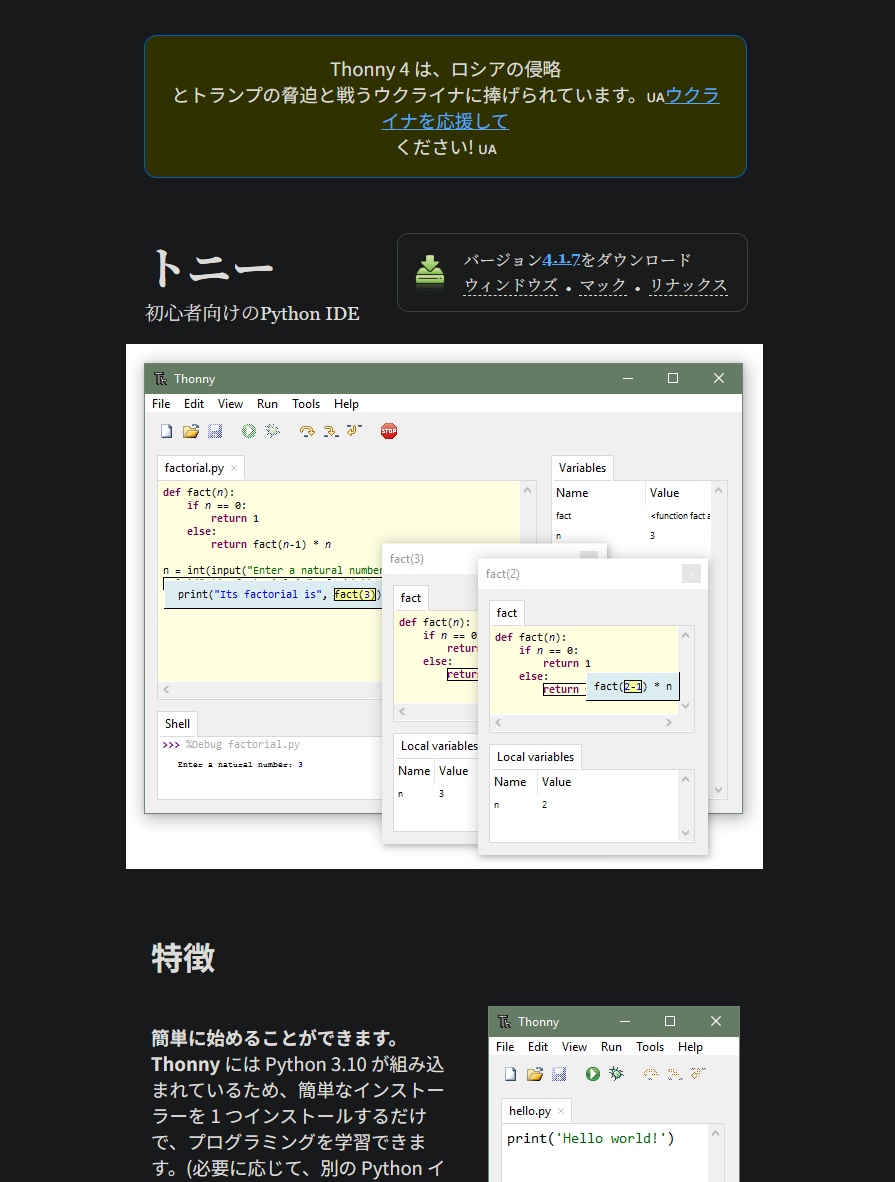 Thonny 4 は、ロシアの侵略
とトランプの脅迫と戦うウクライナに捧げられています。UAウクラ
イナを応援して
ください! UA
トニー
初心者向けのPython IDE
バージョン4.1.7をダウンロード
ウィンドウズ • マック • リナックス
Thonny
File Edit View Run Tools Help
STOP
factorial.py
def fact(n):
    if n == 0:
        return 1
    else:
        return fact(n-1) * n
n = int(input("Enter a natural number
print("Its factorial is", fact(3))
Shell
>>> %Debug factorial.py
Enter a natural number: 3
Variables
Name Value
fact <function fact a
n 3
fact(3)
fact
def fact(n):
    if n == 0
        retur
    else:
        retur
Local variables
Name Value
n 3
fact(2)
fact
def fact(n):
    if n == 0:
        return 1
    else:
        return
fact(2-1) * n
Local variables
Name Value
n 2
特徴
簡単に始めることができます。
Thonny には Python 3.10 が組み込
まれているため、簡単なインストー
ラーを 1 つインストールするだけ
で、プログラミングを学習できま
す。(必要に応じて、別の Python イ
Thonny
File Edit View Run Tools Help
hello.py
print('Hello world!')